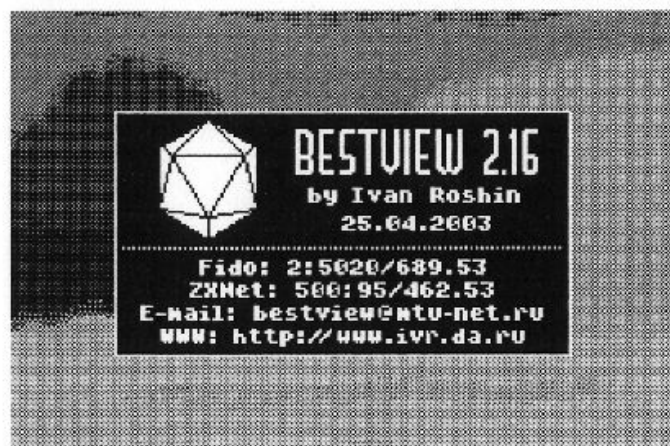 BESTVIEW 2.16
by Ivan Roshin
25.04.2003
Fido: 2:5020/689.53
ZXNet: 500:95/462.53
E-mail: bestview@mtu-net.ru
WWW: http://www.ivr.da.ru